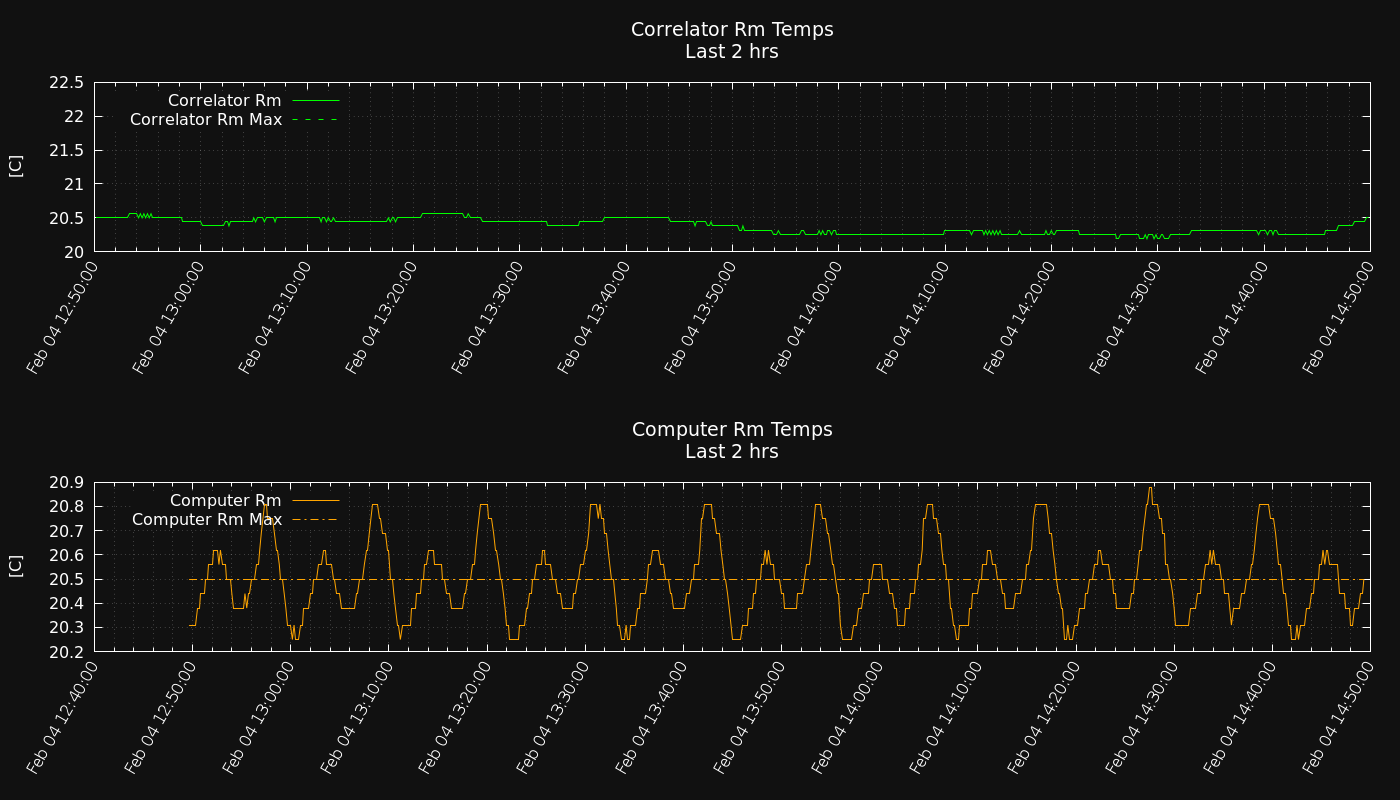 Correlator Rm Temps
Last 2 hrs
22.5
22
21.5
21
20.5
20
[C]
Correlator Rm
Correlator Rm Max
Feb 04 12:50:00
Feb 04 13:00:00
Feb 04 13:10:00
Feb 04 13:20:00
Feb 04 13:30:00
Feb 04 13:40:00
Feb 04 13:50:00
Feb 04 14:00:00
Feb 04 14:10:00
Feb 04 14:20:00
Feb 04 14:30:00
Feb 04 14:40:00
Feb 04 14:50:00
Computer Rm Temps
Last 2 hrs
20.9
20.8
20.7
20.6
20.5
20.4
20.3
20.2
[C]
Computer Rm
Computer Rm Max
Feb 04 12:40:00
Feb 04 12:50:00
Feb 04 13:00:00
Feb 04 13:10:00
Feb 04 13:20:00
Feb 04 13:30:00
Feb 04 13:40:00
Feb 04 13:50:00
Feb 04 14:00:00
Feb 04 14:10:00
Feb 04 14:20:00
Feb 04 14:30:00
Feb 04 14:40:00
Feb 04 14:50:00